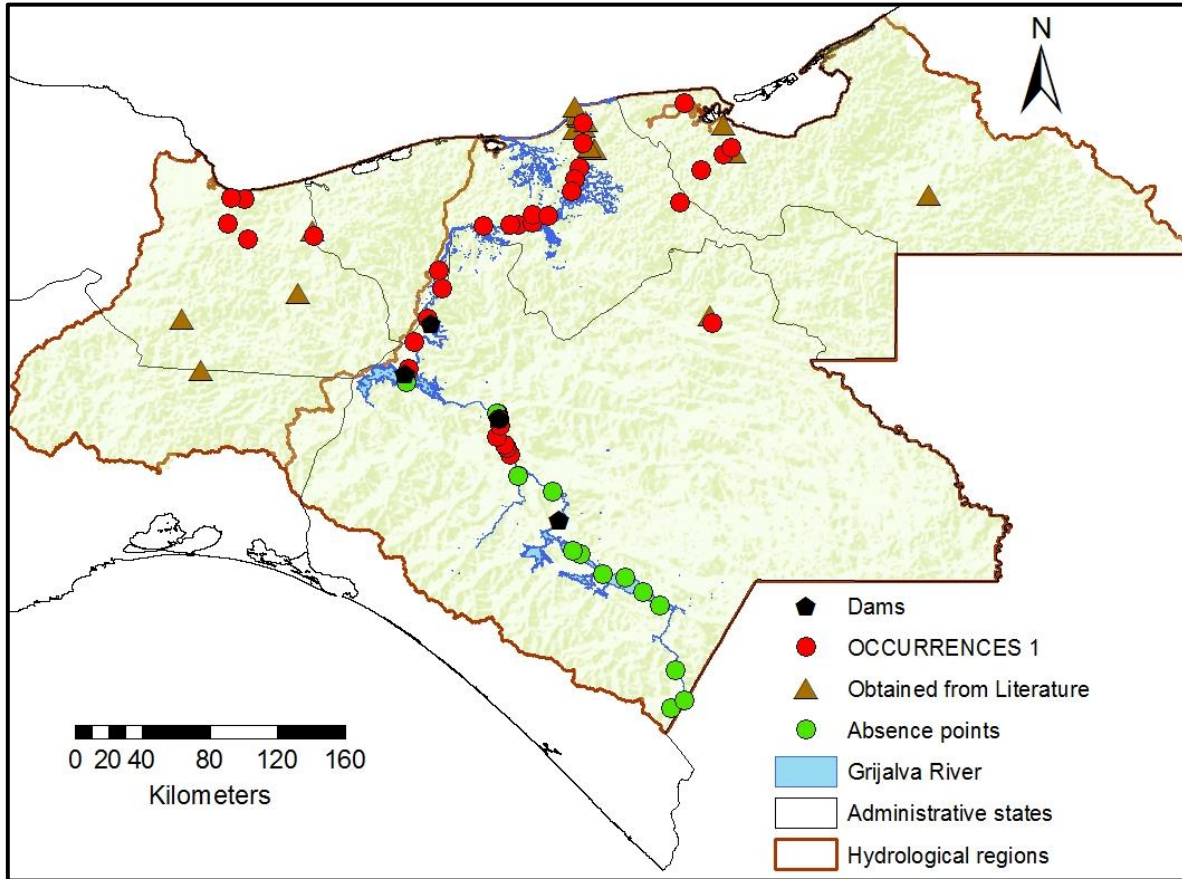 N
Dams
OCCURRENCES 1
Obtained from Literature
Absence points
Grijalva River
Administrative states
Hydrological regions
0 20 40 80 120 160
Kilometers